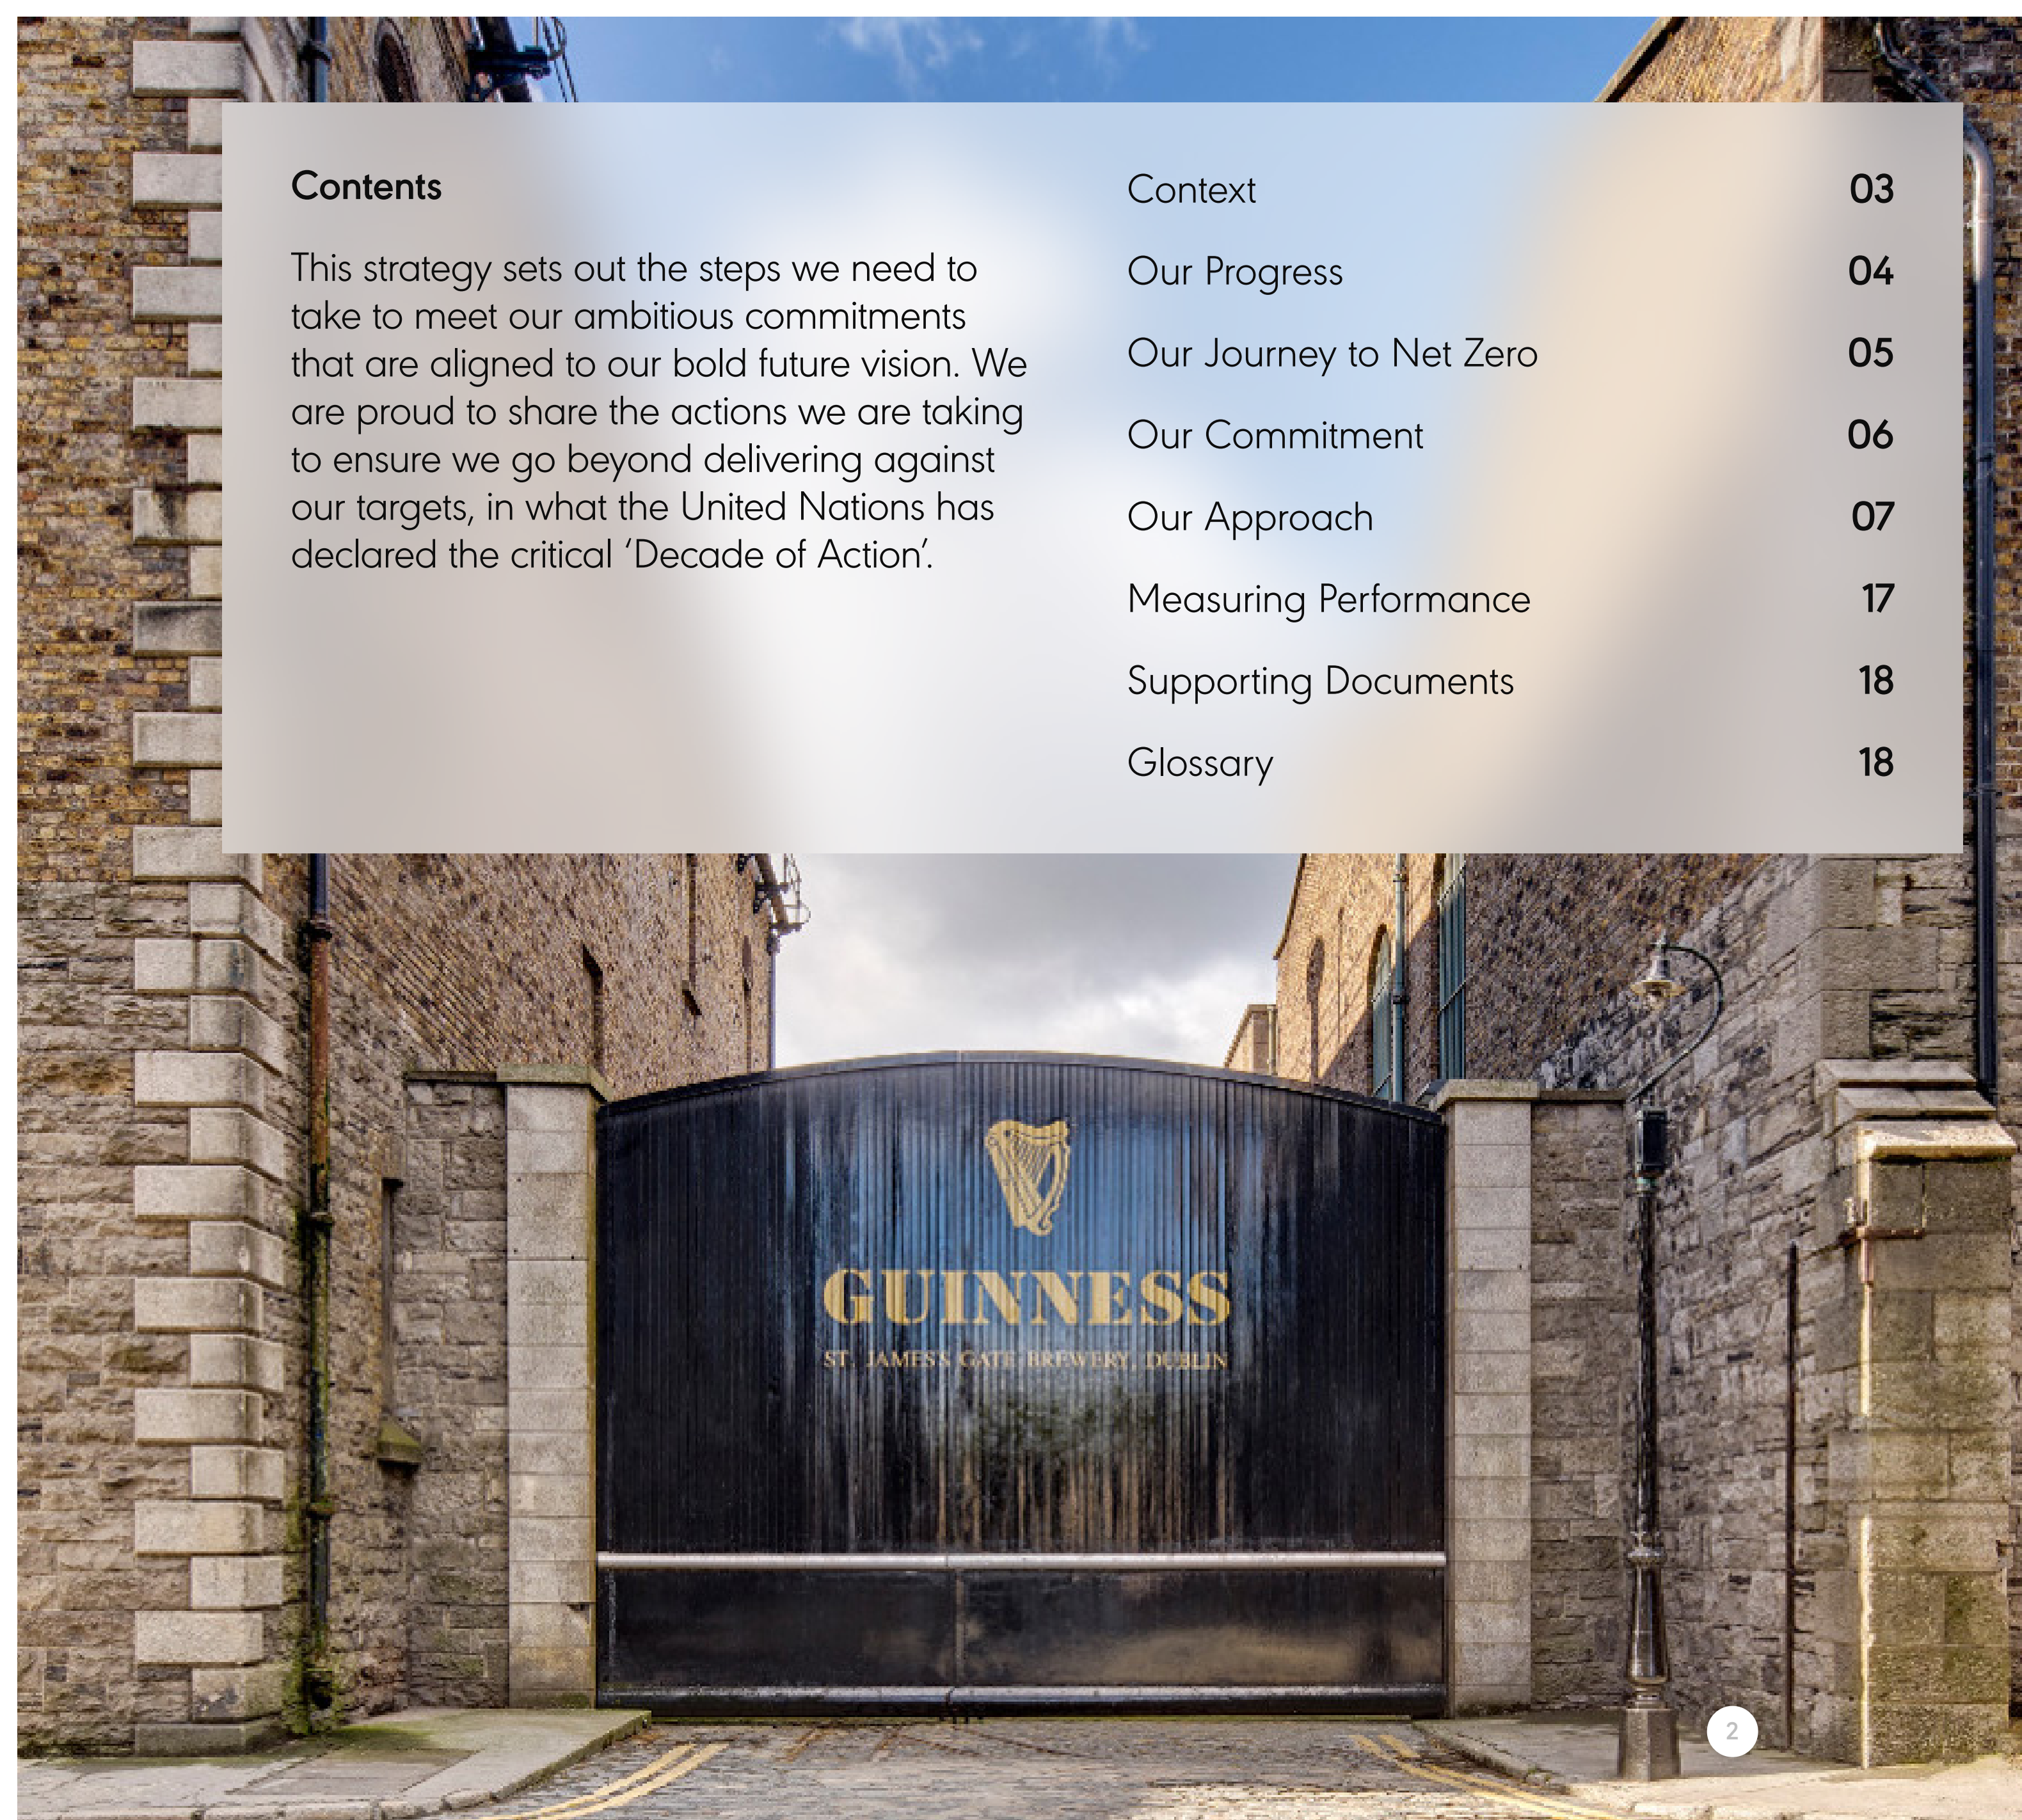 Contents
This strategy sets out the steps we need to
take to meet our ambitious commitments
that are aligned to our bold future vision. We
are proud to share the actions we are taking
to ensure we go beyond delivering against
our targets, in what the United Nations has
declared the critical ‘Decade of Action’.
Context 03
Our Progress 04
Our Journey to Net Zero 05
Our Commitment 06
Our Approach 07
Measuring Performance 17
Supporting Documents 18
Glossary 18
GUINNESS
ST. JAMES'S GATE BREWERY, DUBLIN
2